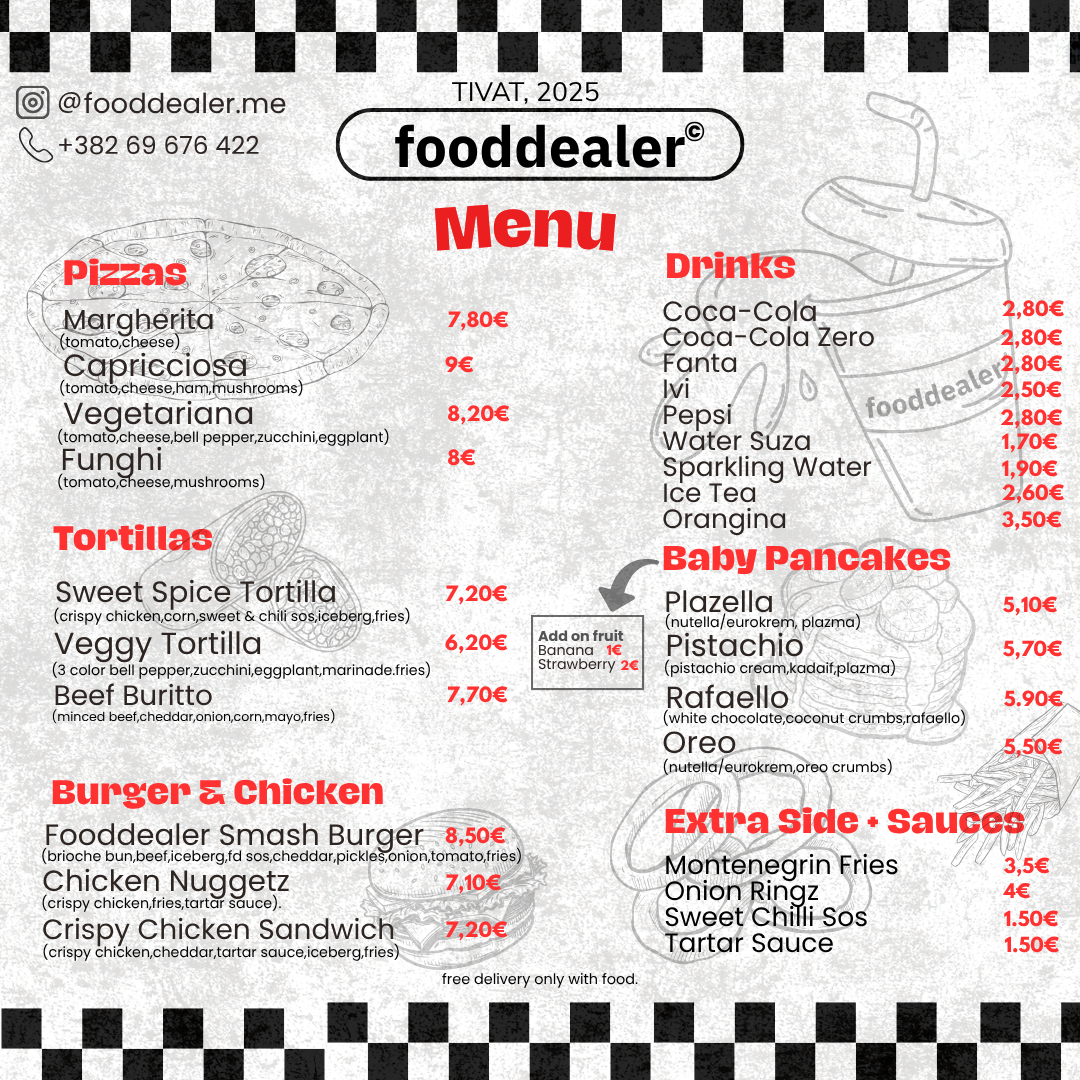 @fooddealer.me
+382 69 676 422
TIVAT, 2025
fooddealer©
Menu
Pizzas
Margherita 7,80€
(tomato,cheese)
Capricciosa 9€
(tomato,cheese,ham,mushrooms)
Vegetariana 8,20€
(tomato,cheese,bell pepper,zucchini,eggplant)
Funghi 8€
(tomato,cheese,mushrooms)
Tortillas
Sweet Spice Tortilla 7,20€
(crispy chicken,corn,sweet & chili sos,iceberg,fries)
Veggy Tortilla 6,20€
(3 color bell pepper,zucchini,eggplant,marinade.fries)
Beef Buritto 7,70€
(minced beef,cheddar,onion,corn,mayo,fries)
Burger & Chicken
Fooddealer Smash Burger 8,50€
(brioche bun,beef,iceberg,fd sos,cheddar,pickles,onion,tomato,fries)
Chicken Nuggetz 7,10€
(crispy chicken,fries,tartar sauce).
Crispy Chicken Sandwich 7,20€
(crispy chicken,cheddar,tartar sauce,iceberg,fries)
Drinks
Coca-Cola 2,80€
Coca-Cola Zero 2,80€
Fanta 2,80€
Ivi 2,50€
Pepsi 2,80€
Water Suza 1,70€
Sparkling Water 1,90€
Ice Tea 2,60€
Orangina 3,50€
fooddealer
Baby Pancakes
Plazella 5,10€
(nutella/eurokrem, plazma)
Pistachio 5,70€
(pistachio cream,kadaif,plazma)
Rafaello 5.90€
(white chocolate,coconut crumbs,rafaello)
Oreo 5,50€
(nutella/eurokrem,oreo crumbs)
Add on fruit
Banana 1€
Strawberry 2€
Extra Side + Sauces
Montenegrin Fries 3,5€
Onion Ringz 4€
Sweet Chilli Sos 1.50€
Tartar Sauce 1.50€
free delivery only with food.